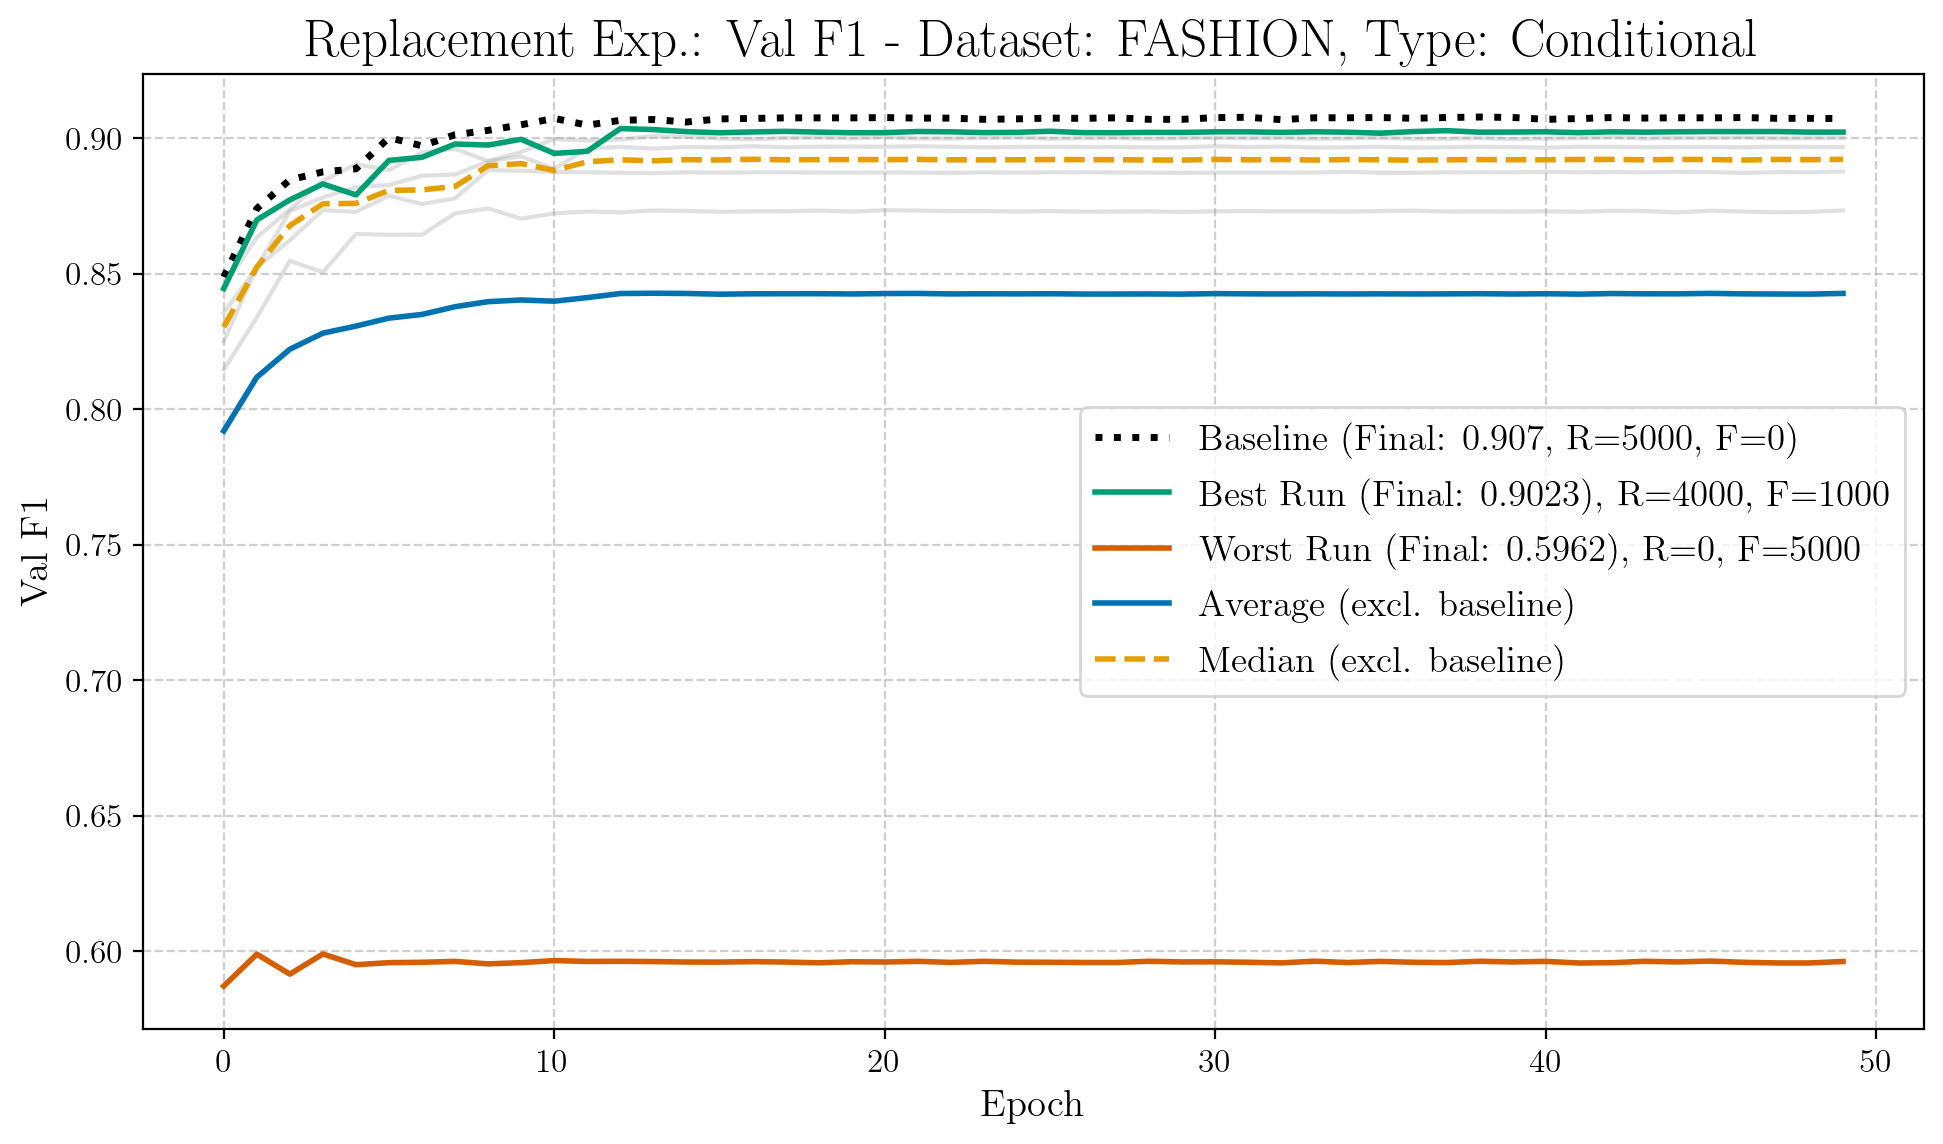 Replacement Exp.: Val F1 - Dataset: FASHION, Type: Conditional
0.90
0.85
0.80
0.75
0.70
0.65
0.60
Val F1
Baseline (Final: 0.907, R=5000, F=0)
Best Run (Final: 0.9023), R=4000, F=1000
Worst Run (Final: 0.5962), R=0, F=5000
Average (excl. baseline)
Median (excl. baseline)
0 10 20 30 40 50
Epoch